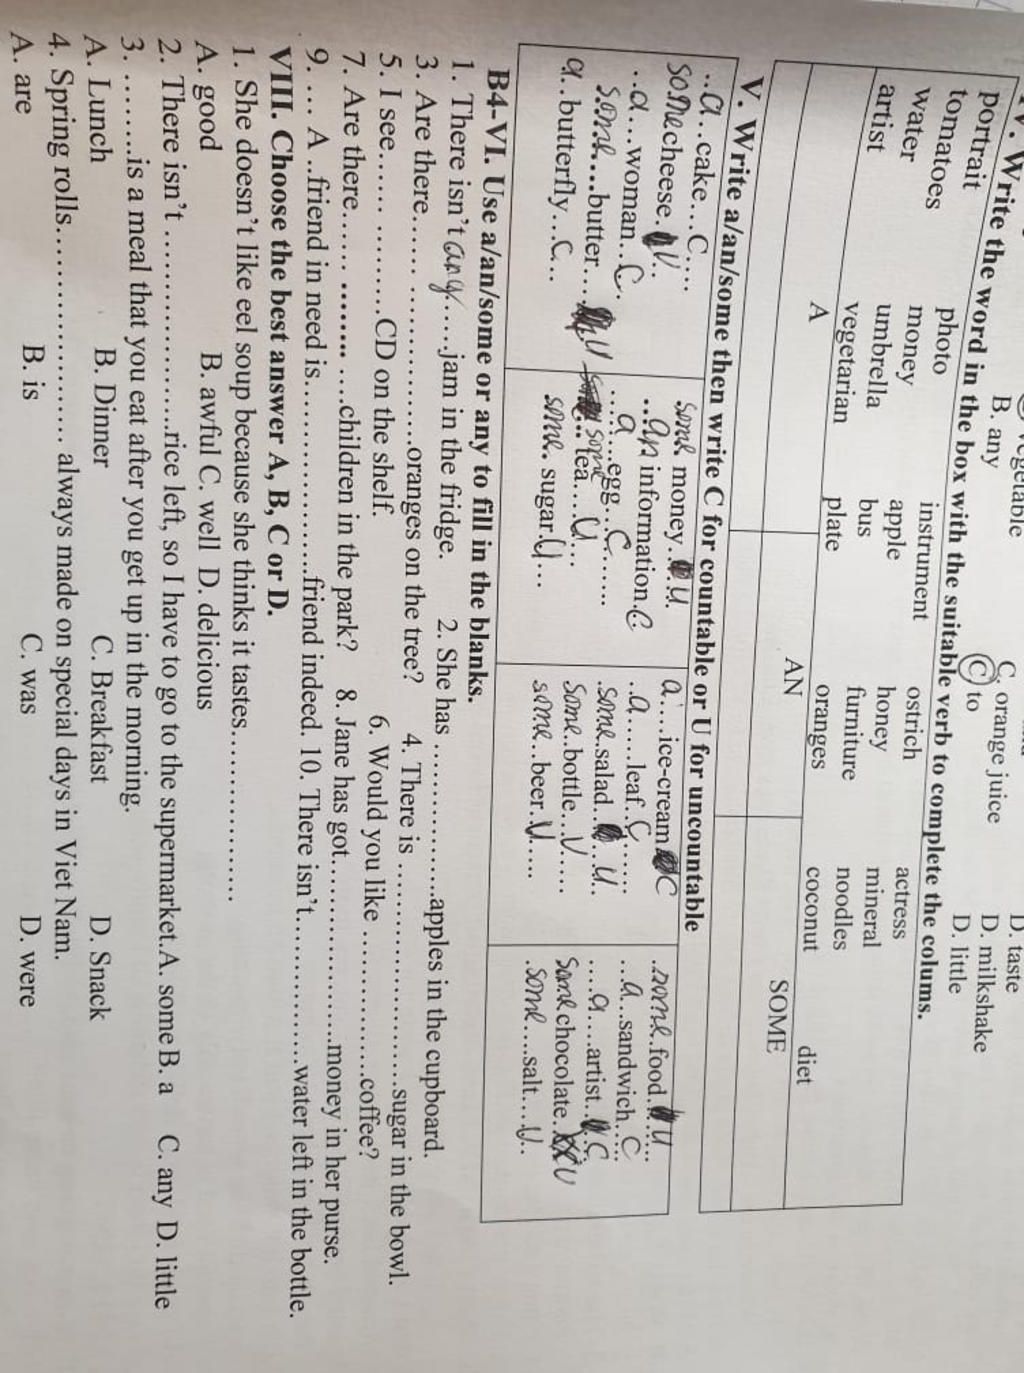 vegetable
D. taste
B. any C. orange juice D. milkshake
C to D. little
IV. Write the word in the box with the suitable verb to complete the colums.
portrait photo instrument ostrich actress diet
tomatoes money apple honey mineral
water umbrella bus furniture noodles
artist vegetarian plate oranges coconut
A AN SOME
V. Write a/an/some then write C for countable or U for uncountable
..a..cake...C.... some money..U. a....ice-cream C .some.food..U....
some cheese..U.. ...an information.C. ..a......leaf..C...... ...a..sandwich..C...
..a...woman...C. ......a..egg...C...... .some.salad...U. .....a....artist..C..
some....butter....U some tea....U... some.bottle...U..... some chocolate.U
a..butterfly..C... some. sugar.U... some..beer..U..... .some....salt....U..
B4-VI. Use a/an/some or any to fill in the blanks.
1. There isn't any.....jam in the fridge. 2. She has ..................apples in the cupboard.
3. Are there...... ..................oranges on the tree? 4. There is ........................sugar in the bowl.
5. I see...... ..........CD on the shelf. 6. Would you like ..................coffee?
7. Are there..... ........ ....children in the park? 8. Jane has got....................money in her purse.
9. ... A ..friend in need is........................friend indeed. 10. There isn't..................water left in the bottle.
VIII. Choose the best answer A, B, C or D.
1. She doesn't like eel soup because she thinks it tastes.....................
A. good B. awful C. well D. delicious
2. There isn't .........................rice left, so I have to go to the supermarket.A. some B. a C. any D. little
3. .........is a meal that you eat after you get up in the morning.
A. Lunch B. Dinner C. Breakfast D. Snack
4. Spring rolls........................... always made on special days in Viet Nam.
A. are B. is C. was D. were